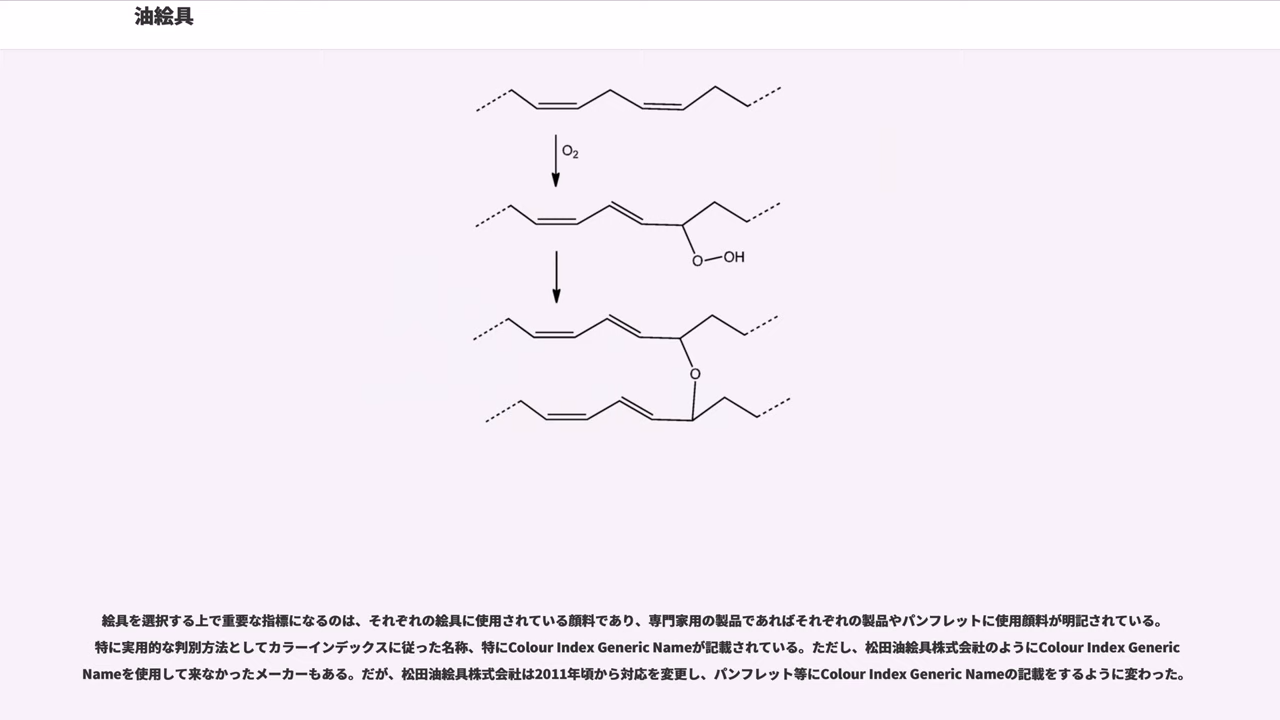 油絵具
O₂
O OH
O
絵具を選択する上で重要な指標になるのは、それぞれの絵具に使用されている顔料であり、専門家用の製品であればそれぞれの製品やパンフレットに使用顔料が明記されている。
特に実用的な判別方法としてカラーインデックスに従った名称、特にColour Index Generic Nameが記載されている。ただし、松田油絵具株式会社のようにColour Index Generic
Nameを使用して来なかったメーカーもある。だが、松田油絵具株式会社は2011年頃から対応を変更し、パンフレット等にColour Index Generic Nameの記載をするように変わった。